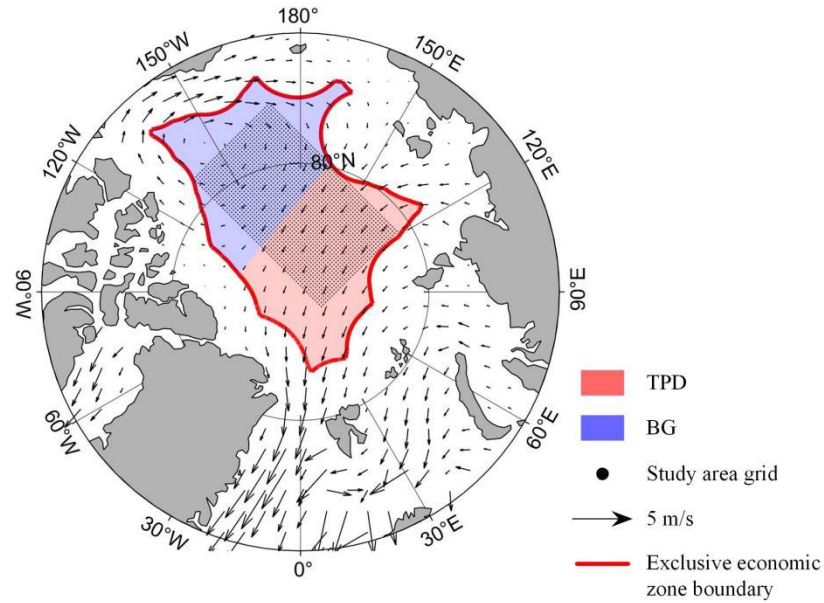 180°
150°W
150°E
120°W
120°E
80°N
90°W
90°E
60°W
60°E
30°W
30°E
0°
TPD
BG
Study area grid
5 m/s
Exclusive economic
zone boundary